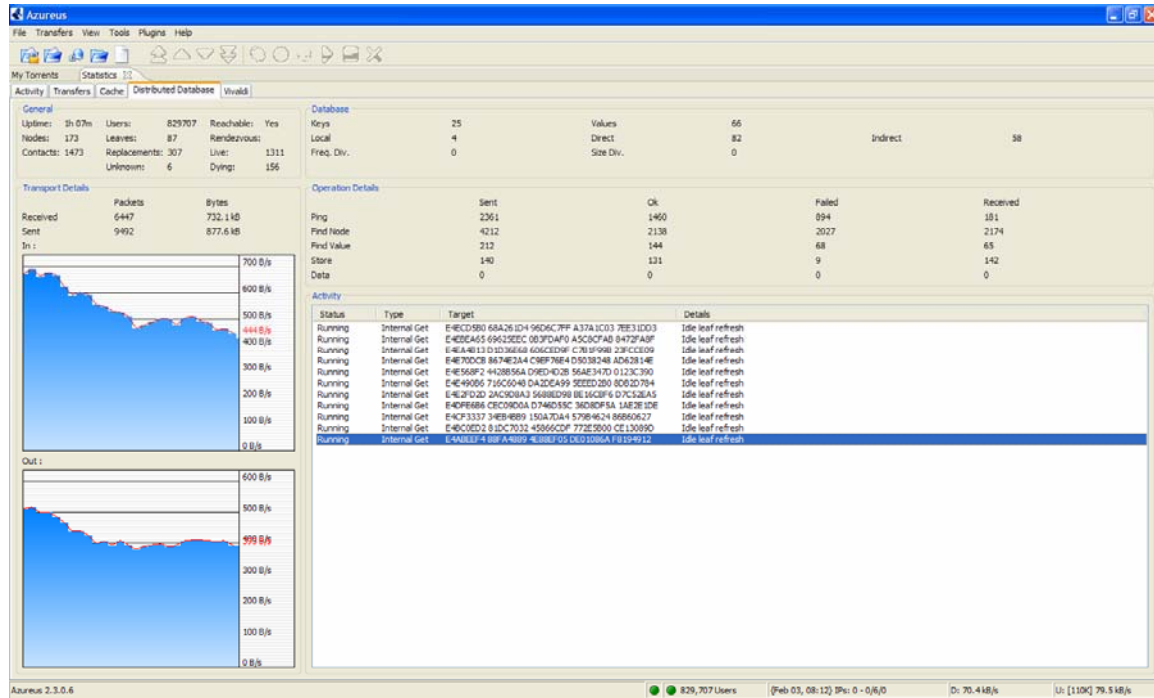 Azureus
File Transfers View Tools Plugins Help
My Torrents Statistics
Activity Transfers Cache Distributed Database Vivaldi
General
Uptime: 1h 07m Users: 829707 Reachable: Yes
Nodes: 173 Leaves: 87 Rendezvous:
Contacts: 1473 Replacements: 307 Live: 1311
Unknown: 6 Dying: 156
Database
Keys 25 Values 66
Local 4 Direct 82 Indirect 58
Freq. Div. 0 Size Div. 0
Transport Details
Packets Bytes
Received 6447 732.1 kB
Sent 9492 877.6 kB
In :
700 B/s
600 B/s
500 B/s
444 B/s
400 B/s
300 B/s
200 B/s
100 B/s
0 B/s
Out :
600 B/s
500 B/s
400 B/s
300 B/s
200 B/s
100 B/s
0 B/s
Operation Details
Sent Ok Failed Received
Ping 2361 1460 894 181
Find Node 4212 2138 2027 2174
Find Value 212 144 68 65
Store 140 131 9 142
Data 0 0 0 0
Activity
Status Type Target Details
Running Internal Get Idle leaf refresh
Running Internal Get Idle leaf refresh
Running Internal Get Idle leaf refresh
Running Internal Get Idle leaf refresh
Running Internal Get Idle leaf refresh
Running Internal Get Idle leaf refresh
Running Internal Get Idle leaf refresh
Running Internal Get Idle leaf refresh
Running Internal Get Idle leaf refresh
Running Internal Get Idle leaf refresh
Running Internal Get Idle leaf refresh
Azureus 2.3.0.6 829,707 Users {Feb 03, 08:12} IPs: 0 - 0/6/0 D: 70.4 kB/s U: [110K] 79.5 kB/s